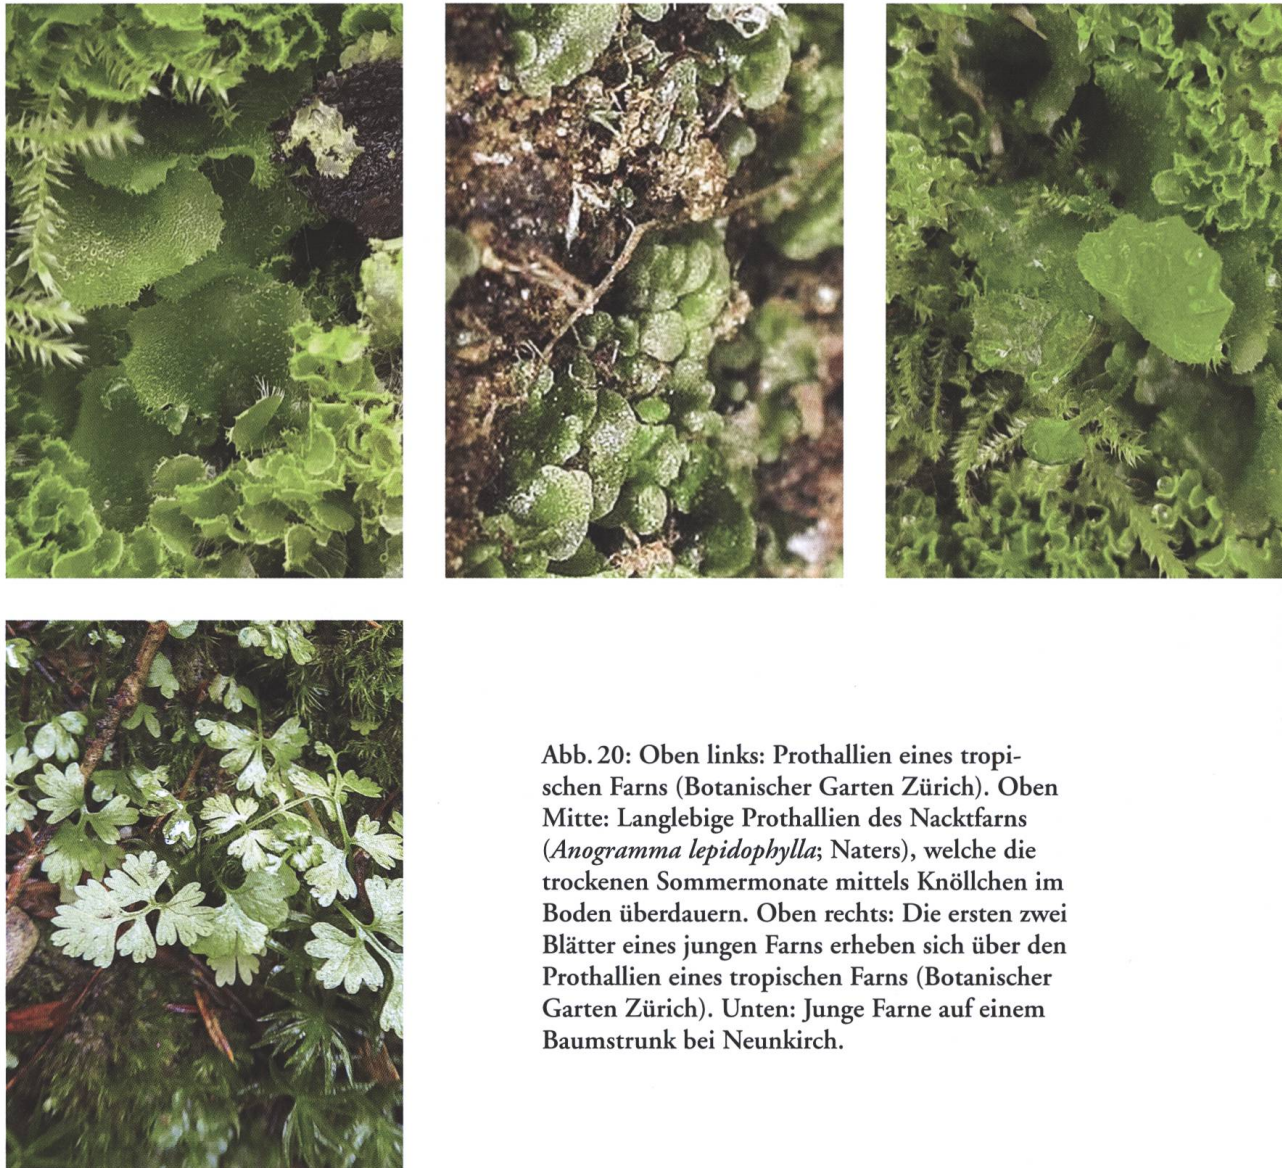 Abb. 20: Oben links: Prothallien eines tropi-
schen Farns (Botanischer Garten Zürich). Oben
Mitte: Langlebige Prothallien des Nacktfarns
(Anogramma lepidophylla; Naters), welche die
trockenen Sommermonate mittels Knöllchen im
Boden überdauern. Oben rechts: Die ersten zwei
Blätter eines jungen Farns erheben sich über den
Prothallien eines tropischen Farns (Botanischer
Garten Zürich). Unten: Junge Farne auf einem
Baumstrunk bei Neunkirch.